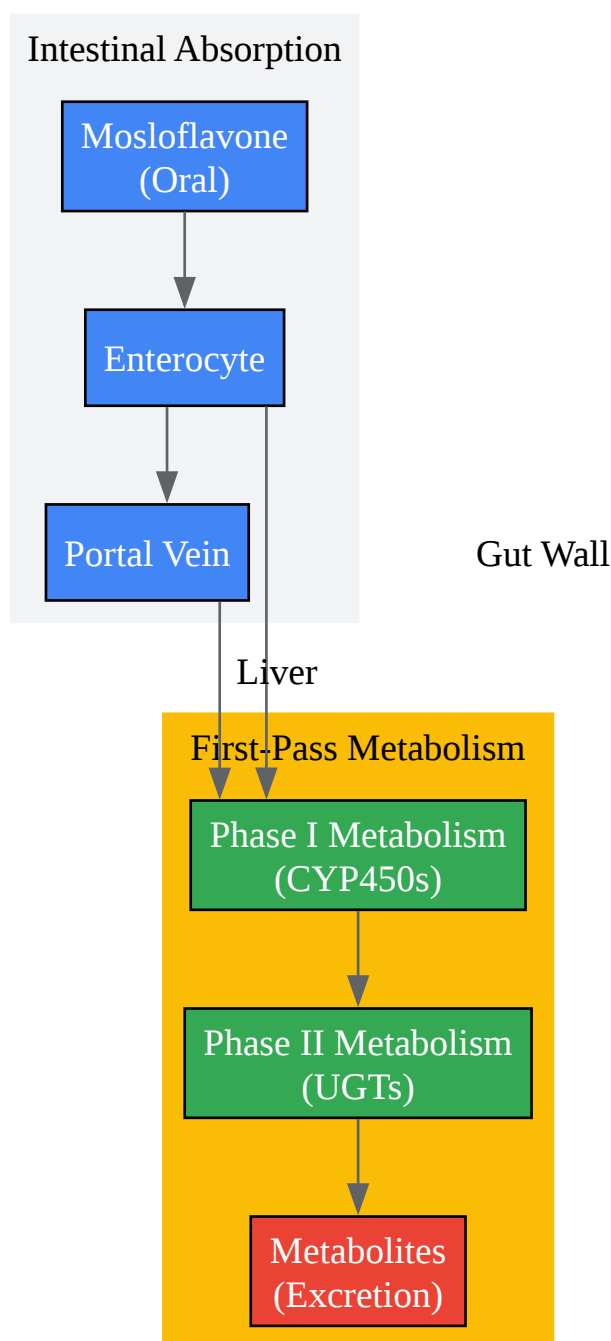 Intestinal Absorption
Mosloflavone
(Oral)
Enterocyte
Portal Vein
Gut Wall
Liver
First-Pass Metabolism
Phase I Metabolism
(CYP450s)
Phase II Metabolism
(UGTs)
Metabolites
(Excretion)